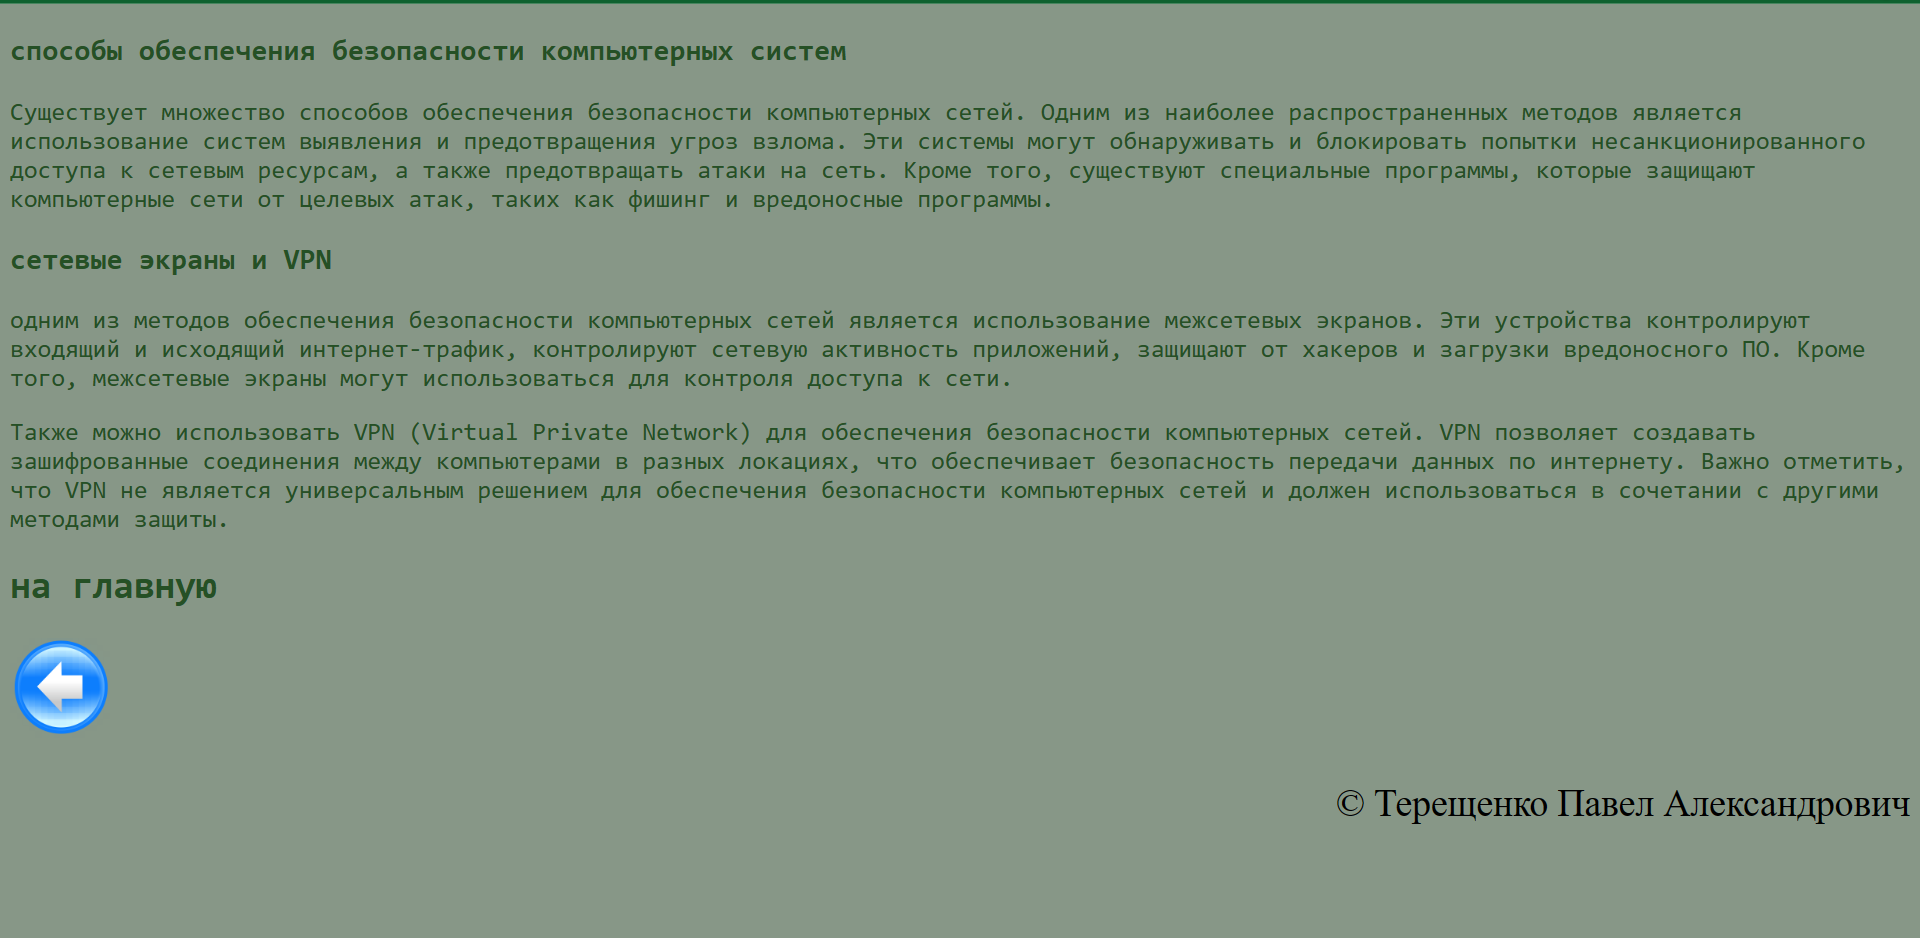 способы обеспечения безопасности компьютерных систем
Существует множество способов обеспечения безопасности компьютерных сетей. Одним из наиболее распространенных методов является
использование систем выявления и предотвращения угроз взлома. Эти системы могут обнаруживать и блокировать попытки несанкционированного
доступа к сетевым ресурсам, а также предотвращать атаки на сеть. Кроме того, существуют специальные программы, которые защищают
компьютерные сети от целевых атак, таких как фишинг и вредоносные программы.
сетевые экраны и VPN
одним из методов обеспечения безопасности компьютерных сетей является использование межсетевых экранов. Эти устройства контролируют
входящий и исходящий интернет-трафик, контролируют сетевую активность приложений, защищают от хакеров и загрузки вредоносного ПО. Кроме
того, межсетевые экраны могут использоваться для контроля доступа к сети.
Также можно использовать VPN (Virtual Private Network) для обеспечения безопасности компьютерных сетей. VPN позволяет создавать
зашифрованные соединения между компьютерами в разных локациях, что обеспечивает безопасность передачи данных по интернету. Важно отметить,
что VPN не является универсальным решением для обеспечения безопасности компьютерных сетей и должен использоваться в сочетании с другими
методами защиты.
на главную
© Терещенко Павел Александрович